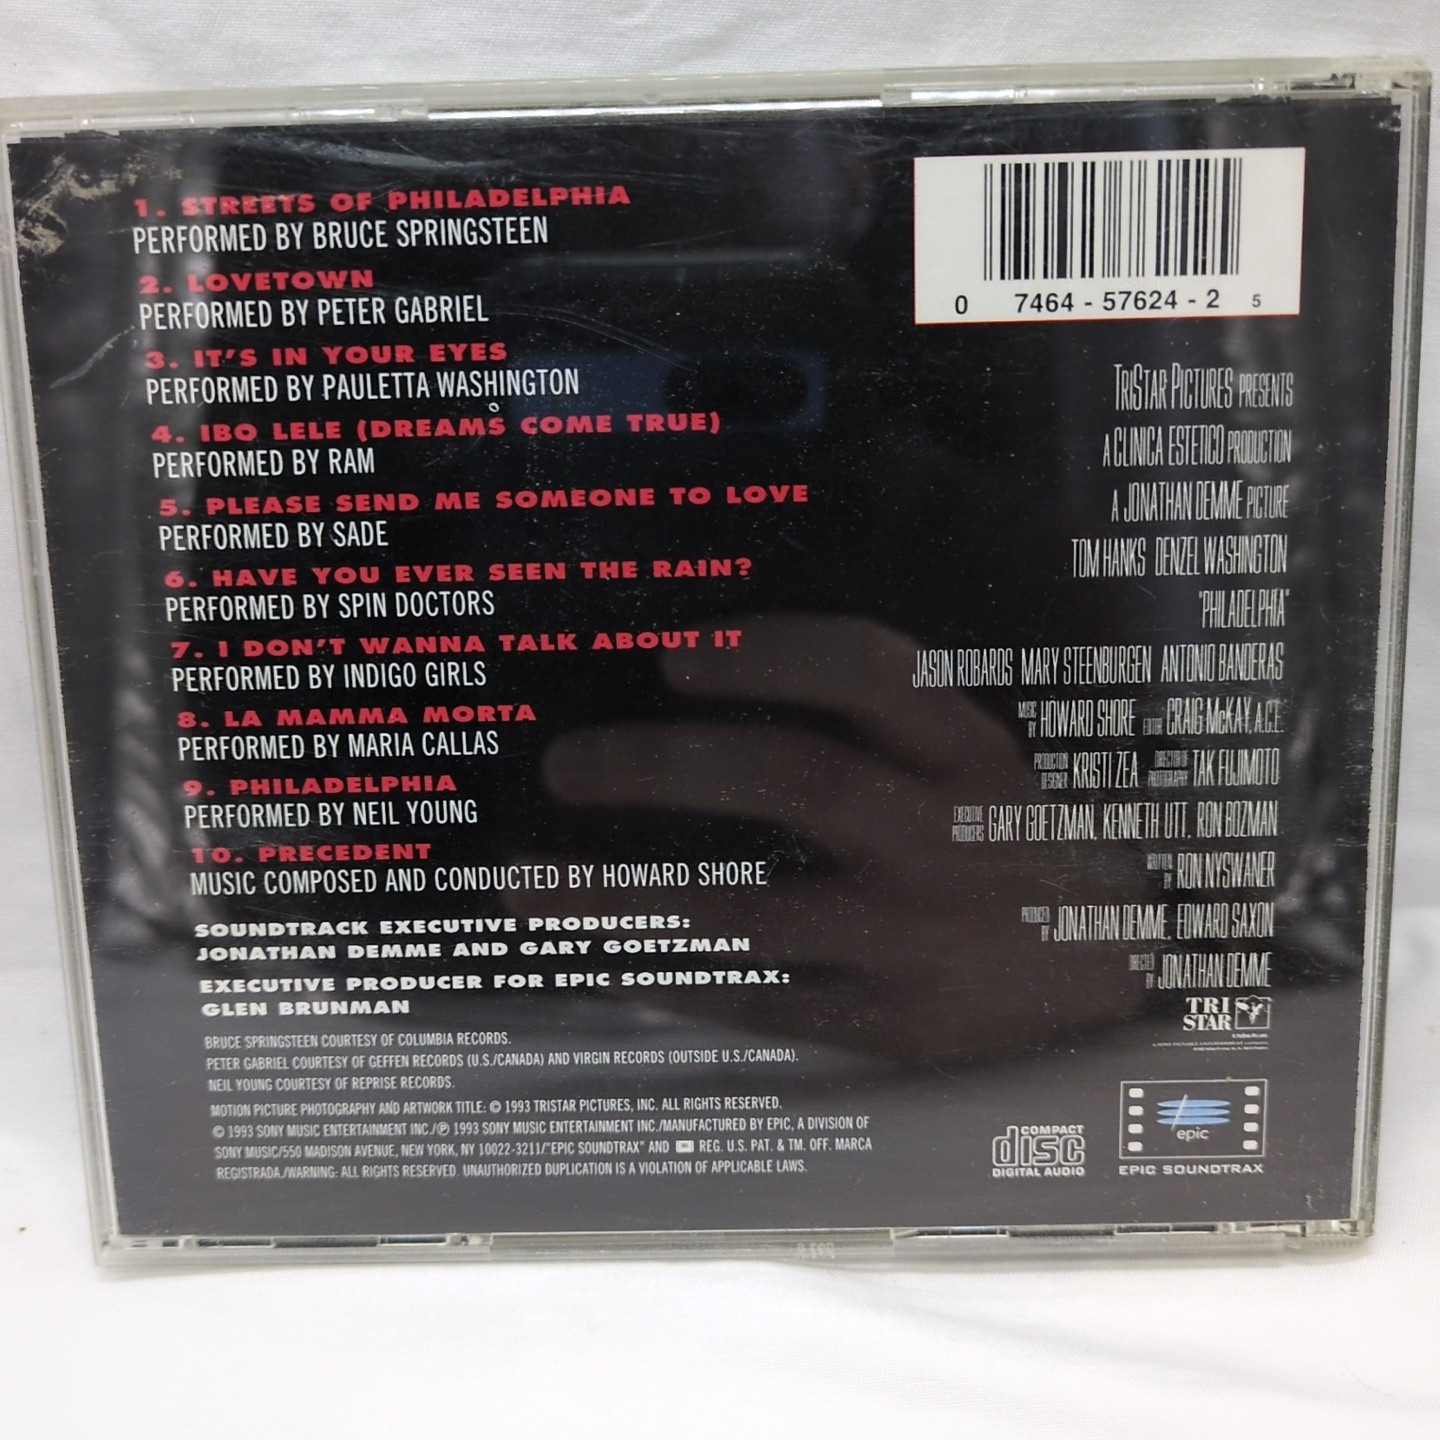 1. STREETS OF PHILADELPHIA
PERFORMED BY BRUCE SPRINGSTEEN
2. LOVETOWN
PERFORMED BY PETER GABRIEL
3. IT'S IN YOUR EYES
PERFORMED BY PAULETTA WASHINGTON
4. IBO LELE (DREAMS COME TRUE)
PERFORMED BY RAM
5. PLEASE SEND ME SOMEONE TO LOVE
PERFORMED BY SADE
6. HAVE YOU EVER SEEN THE RAIN?
PERFORMED BY SPIN DOCTORS
7. I DON'T WANNA TALK ABOUT IT
PERFORMED BY INDIGO GIRLS
8. LA MAMMA MORTA
PERFORMED BY MARIA CALLAS
9. PHILADELPHIA
PERFORMED BY NEIL YOUNG
10. PRECEDENT
MUSIC COMPOSED AND CONDUCTED BY HOWARD SHORE
SOUNDTRACK EXECUTIVE PRODUCERS:
JONATHAN DEMME AND GARY GOETZMAN
EXECUTIVE PRODUCER FOR EPIC SOUNDTRAX:
GLEN BRUNMAN
BRUCE SPRINGSTEEN COURTESY OF COLUMBIA RECORDS.
PETER GABRIEL COURTESY OF GEFFEN RECORDS (U.S./CANADA) AND VIRGIN RECORDS (OUTSIDE U.S./CANADA).
NEIL YOUNG COURTESY OF REPRISE RECORDS.
MOTION PICTURE PHOTOGRAPHY AND ARTWORK TITLE: © 1993 TRISTAR PICTURES, INC. ALL RIGHTS RESERVED.
© 1993 SONY MUSIC ENTERTAINMENT INC./℗ 1993 SONY MUSIC ENTERTAINMENT INC./MANUFACTURED BY EPIC, A DIVISION OF
SONY MUSIC/550 MADISON AVENUE, NEW YORK, NY 10022-3211/"EPIC SOUNDTRAX" AND REG. U.S. PAT. & TM. OFF. MARCA
REGISTRADA./WARNING: ALL RIGHTS RESERVED. UNAUTHORIZED DUPLICATION IS A VIOLATION OF APPLICABLE LAWS.
0 7464-57624-2 5
TRISTAR PICTURES PRESENTS
A CLINICA ESTETICO PRODUCTION
A JONATHAN DEMME PICTURE
TOM HANKS DENZEL WASHINGTON
"PHILADELPHIA"
JASON ROBARDS MARY STEENBURGEN ANTONIO BANDERAS
MUSIC BY HOWARD SHORE EDITOR CRAIG McKAY, A.C.E.
PRODUCTION DESIGNER KRISTI ZEA DIRECTOR OF PHOTOGRAPHY TAK FUJIMOTO
EXECUTIVE PRODUCERS GARY GOETZMAN, KENNETH UTT, RON BOZMAN
WRITTEN BY RON NYSWANER
PRODUCED BY JONATHAN DEMME, EDWARD SAXON
DIRECTED BY JONATHAN DEMME
TRI
STAR
COMPACT
disc
DIGITAL AUDIO
epic
EPIC SOUNDTRAX